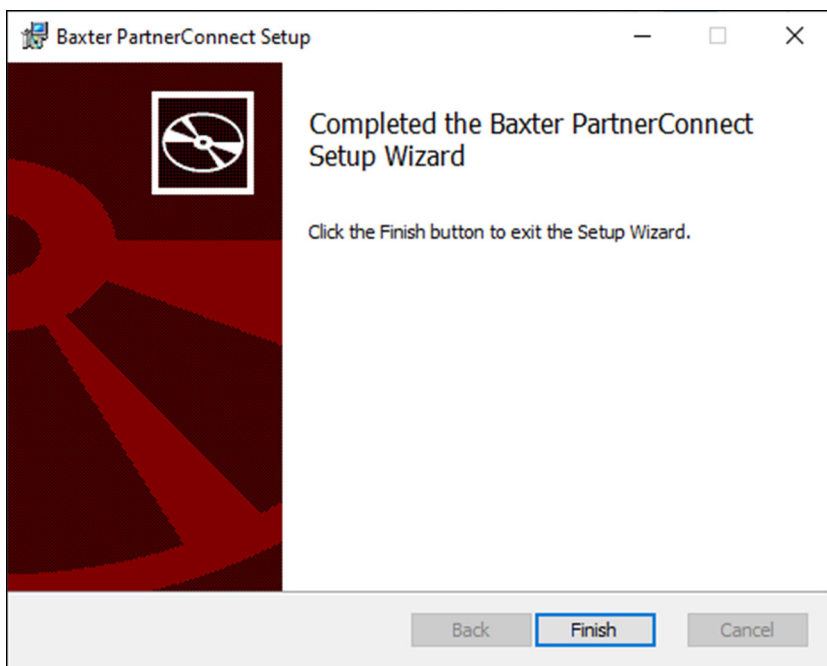 Baxter PartnerConnect Setup
Completed the Baxter PartnerConnect
Setup Wizard
Click the Finish button to exit the Setup Wizard.
Back Finish Cancel